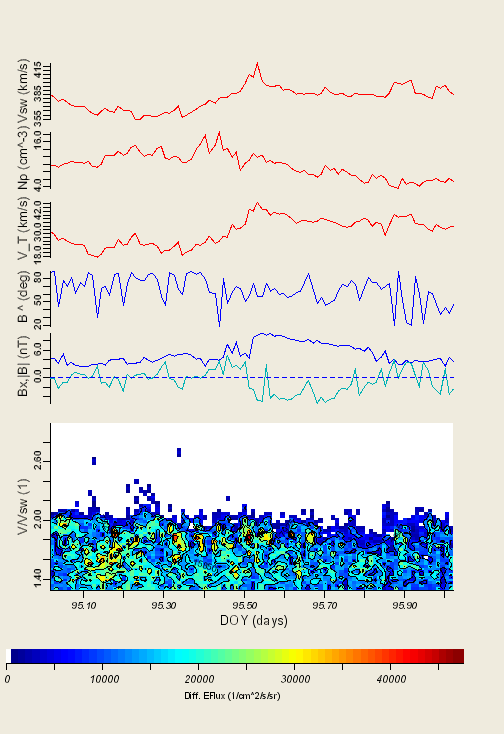 Vsw (km/s)
415
385
355
Np (cm^-3)
16.0
4.0
V_T (km/s)
42.0
30.0
18.0
B ^ (deg)
80
50
20
Bx,|B| (nT)
6.0
0.0
V/Vsw (1)
2.60
2.00
1.40
95.10 95.30 95.50 95.70 95.90
DOY (days)
0 10000 20000 30000 40000
Diff. EFlux (1/cm^2/s/sr)